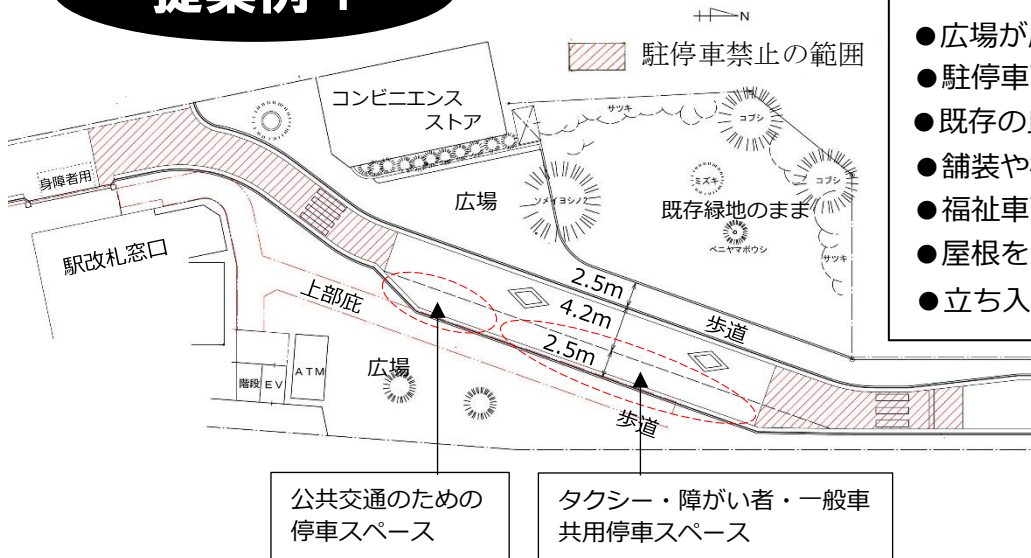 提案例
N
駐停車禁止の範囲
●広場が
●駐停車
●既存の
●舗装や
●福祉車
●屋根を
●立ち入
コンビニエンス
ストア
サツキ
コブシ
コブシ
ミズキ
ソメイヨシノ
既存緑地のまま
ベニヤマボウシ
サツキ
広場
身障者用
駅改札窓口
上部庇
2.5m
4.2m
2.5m
歩道
広場
階段
EV
ATM
歩道
公共交通のための
停車スペース
タクシー・障がい者・一般車
共用停車スペース